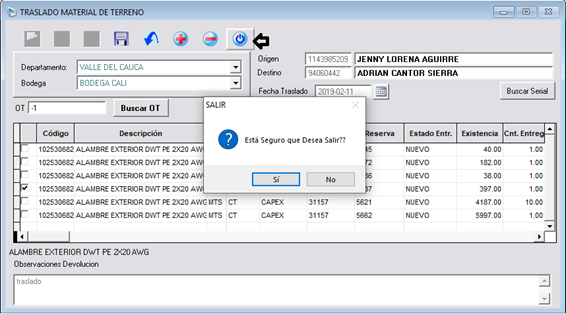 TRASLADO MATERIAL DE TERRENO
Departamento: VALLE DEL CAUCA
Bodega BODEGA CALI
Origen 1143985209 JENNY LORENA AGUIRRE
Destino 94060442 ADRIAN CANTOR SIERRA
Fecha Traslado 2019-02-11
Buscar Serial
OT -1 Buscar OT
SALIR
Está Seguro que Desea Salir??
Sí No
Código Descripción Reserva Estado Entr. Existencia Cnt. Entreg
102530682 ALAMBRE EXTERIOR DWT PE 2X20 AWG 45 NUEVO 40.00 1.00
102530682 ALAMBRE EXTERIOR DWT PE 2X20 AWG 72 NUEVO 182.00 1.00
102530682 ALAMBRE EXTERIOR DWT PE 2X20 AWG 36 NUEVO 38.00 1.00
102530682 ALAMBRE EXTERIOR DWT PE 2X20 AWG 37 NUEVO 397.00 1.00
102530682 ALAMBRE EXTERIOR DWT PE 2X20 AWG MTS CT CAPEX 31157 5621 NUEVO 4187.00 10.00
102530682 ALAMBRE EXTERIOR DWT PE 2X20 AWG MTS CT CAPEX 31157 5662 NUEVO 5997.00 1.00
ALAMBRE EXTERIOR DWT PE 2X20 AWG
Observaciones Devolucion
traslado